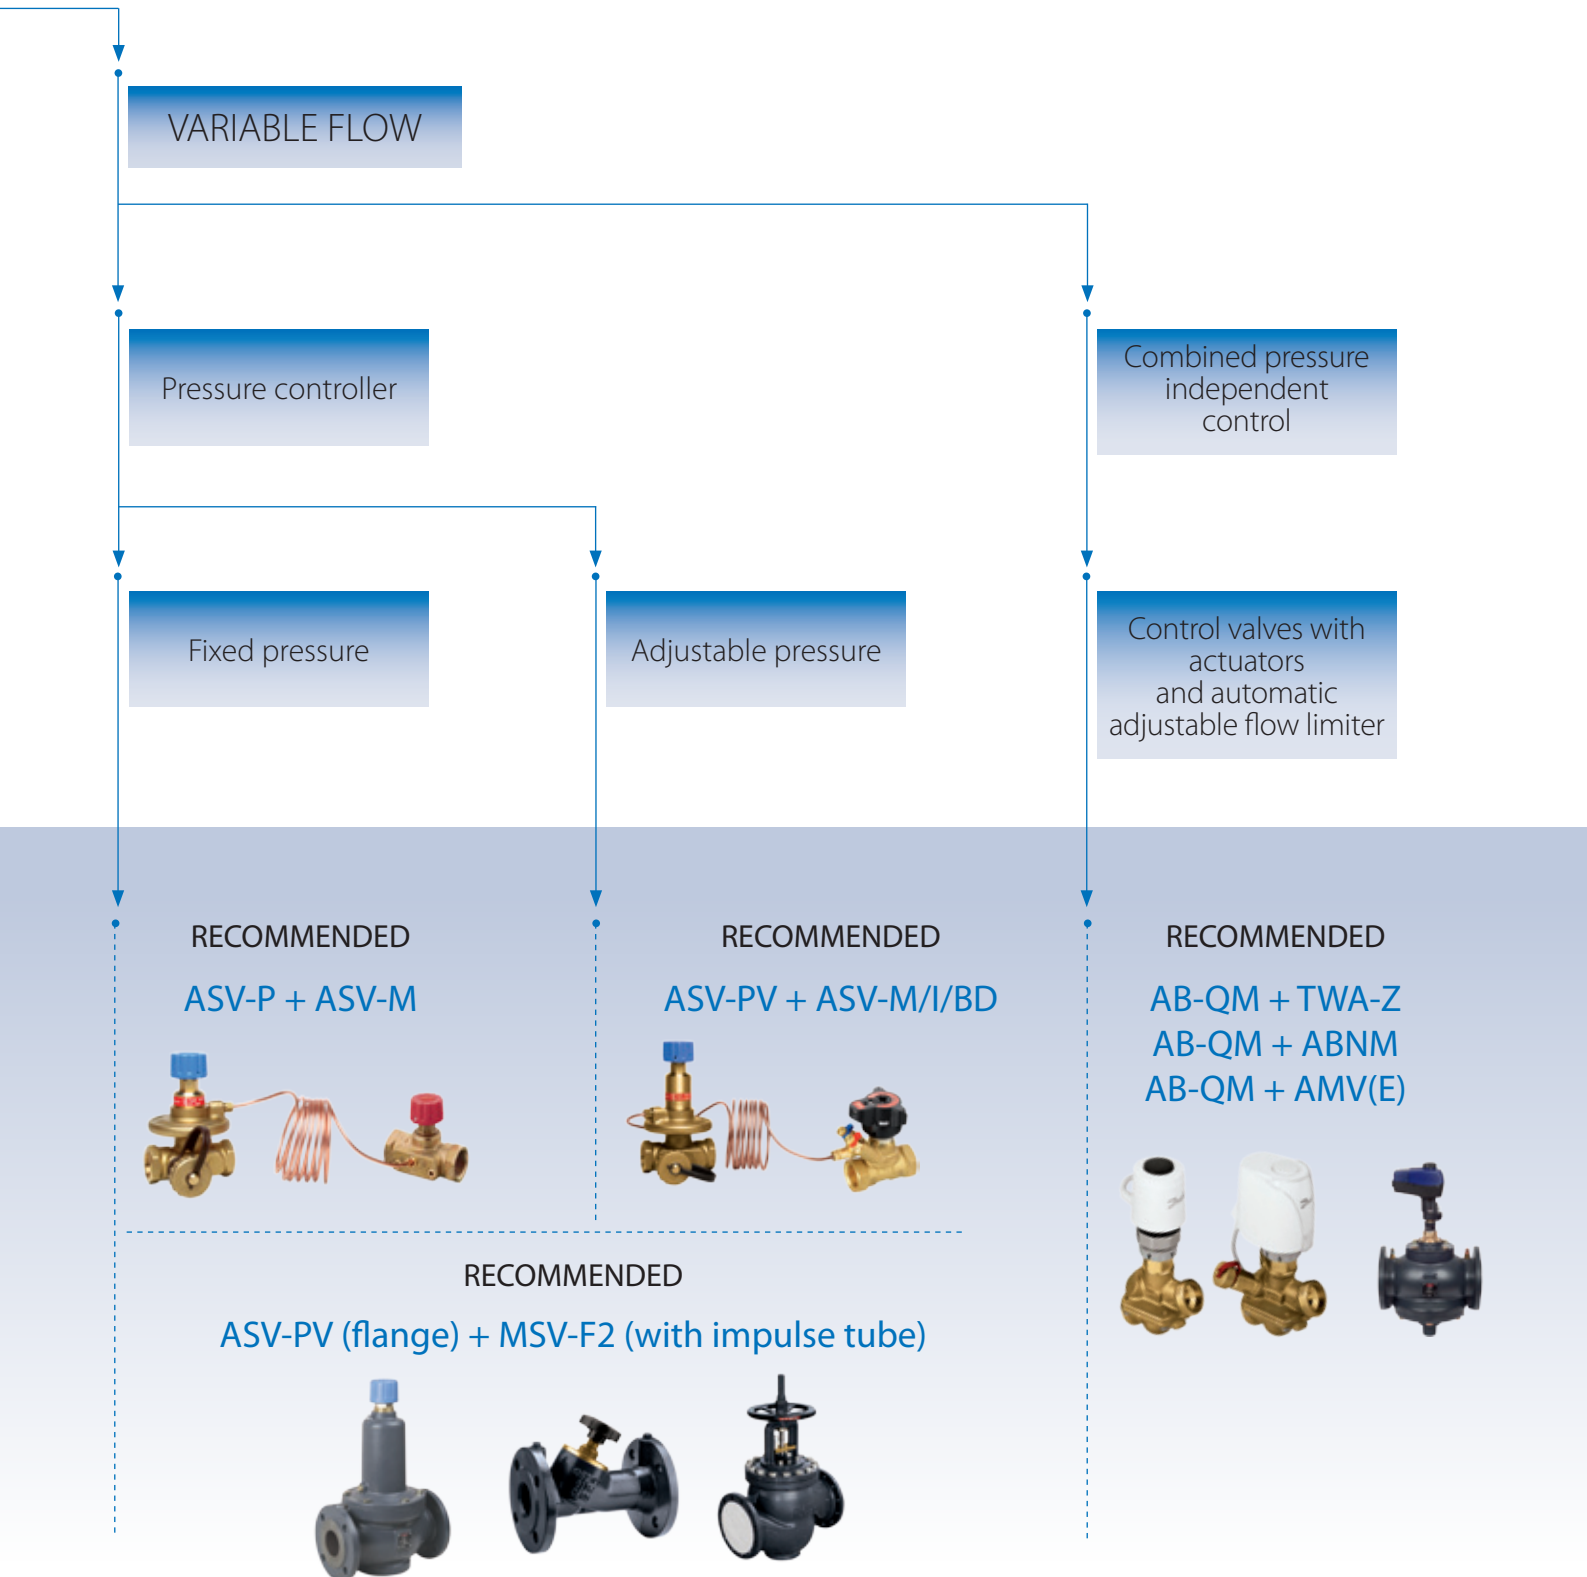 VARIABLE FLOW
Pressure controller
Combined pressure
independent
control
Fixed pressure
Adjustable pressure
Control valves with
actuators
and automatic
adjustable flow limiter
RECOMMENDED
ASV-P + ASV-M
RECOMMENDED
ASV-PV + ASV-M/I/BD
RECOMMENDED
AB-QM + TWA-Z
AB-QM + ABNM
AB-QM + AMV(E)
RECOMMENDED
ASV-PV (flange) + MSV-F2 (with impulse tube)